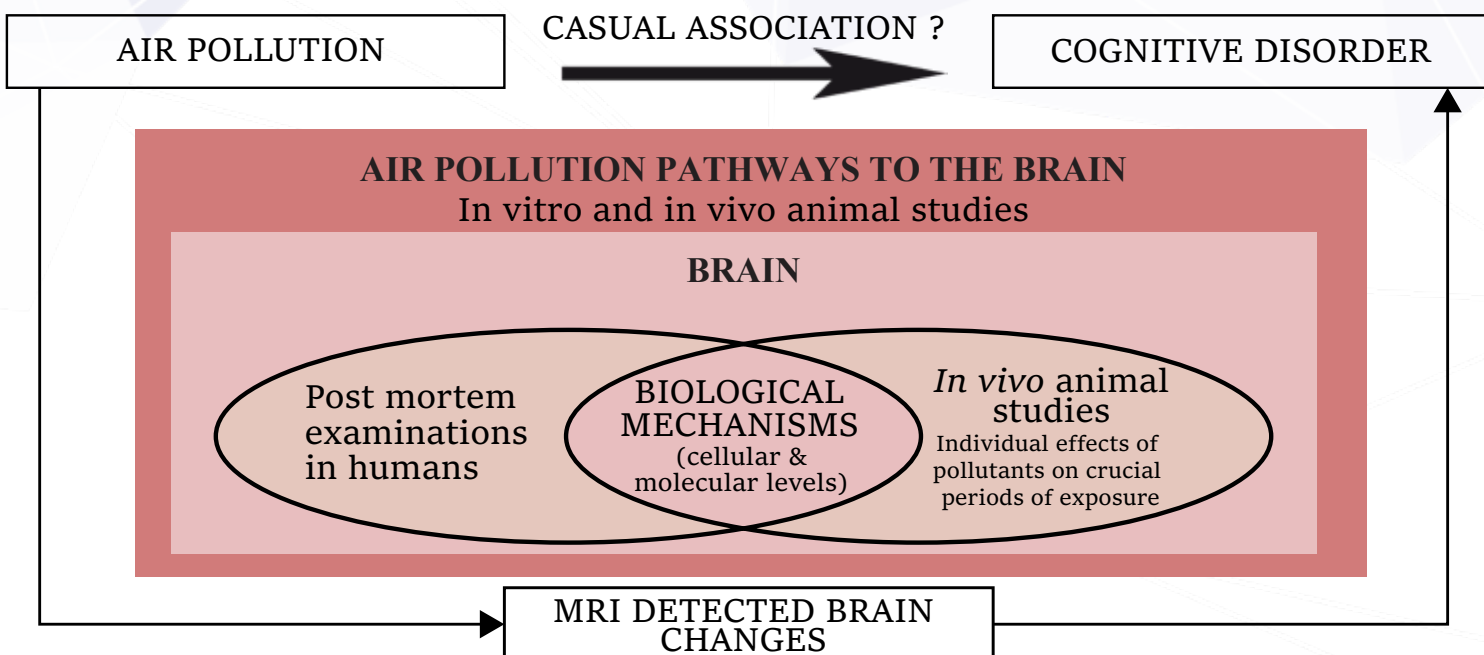 AIR POLLUTION
CASUAL ASSOCIATION ?
COGNITIVE DISORDER
AIR POLLUTION PATHWAYS TO THE BRAIN
In vitro and in vivo animal studies
BRAIN
Post mortem
examinations
in humans
BIOLOGICAL
MECHANISMS
(cellular &
molecular levels)
In vivo animal
studies
Individual effects of
pollutants on crucial
periods of exposure
MRI DETECTED BRAIN
CHANGES